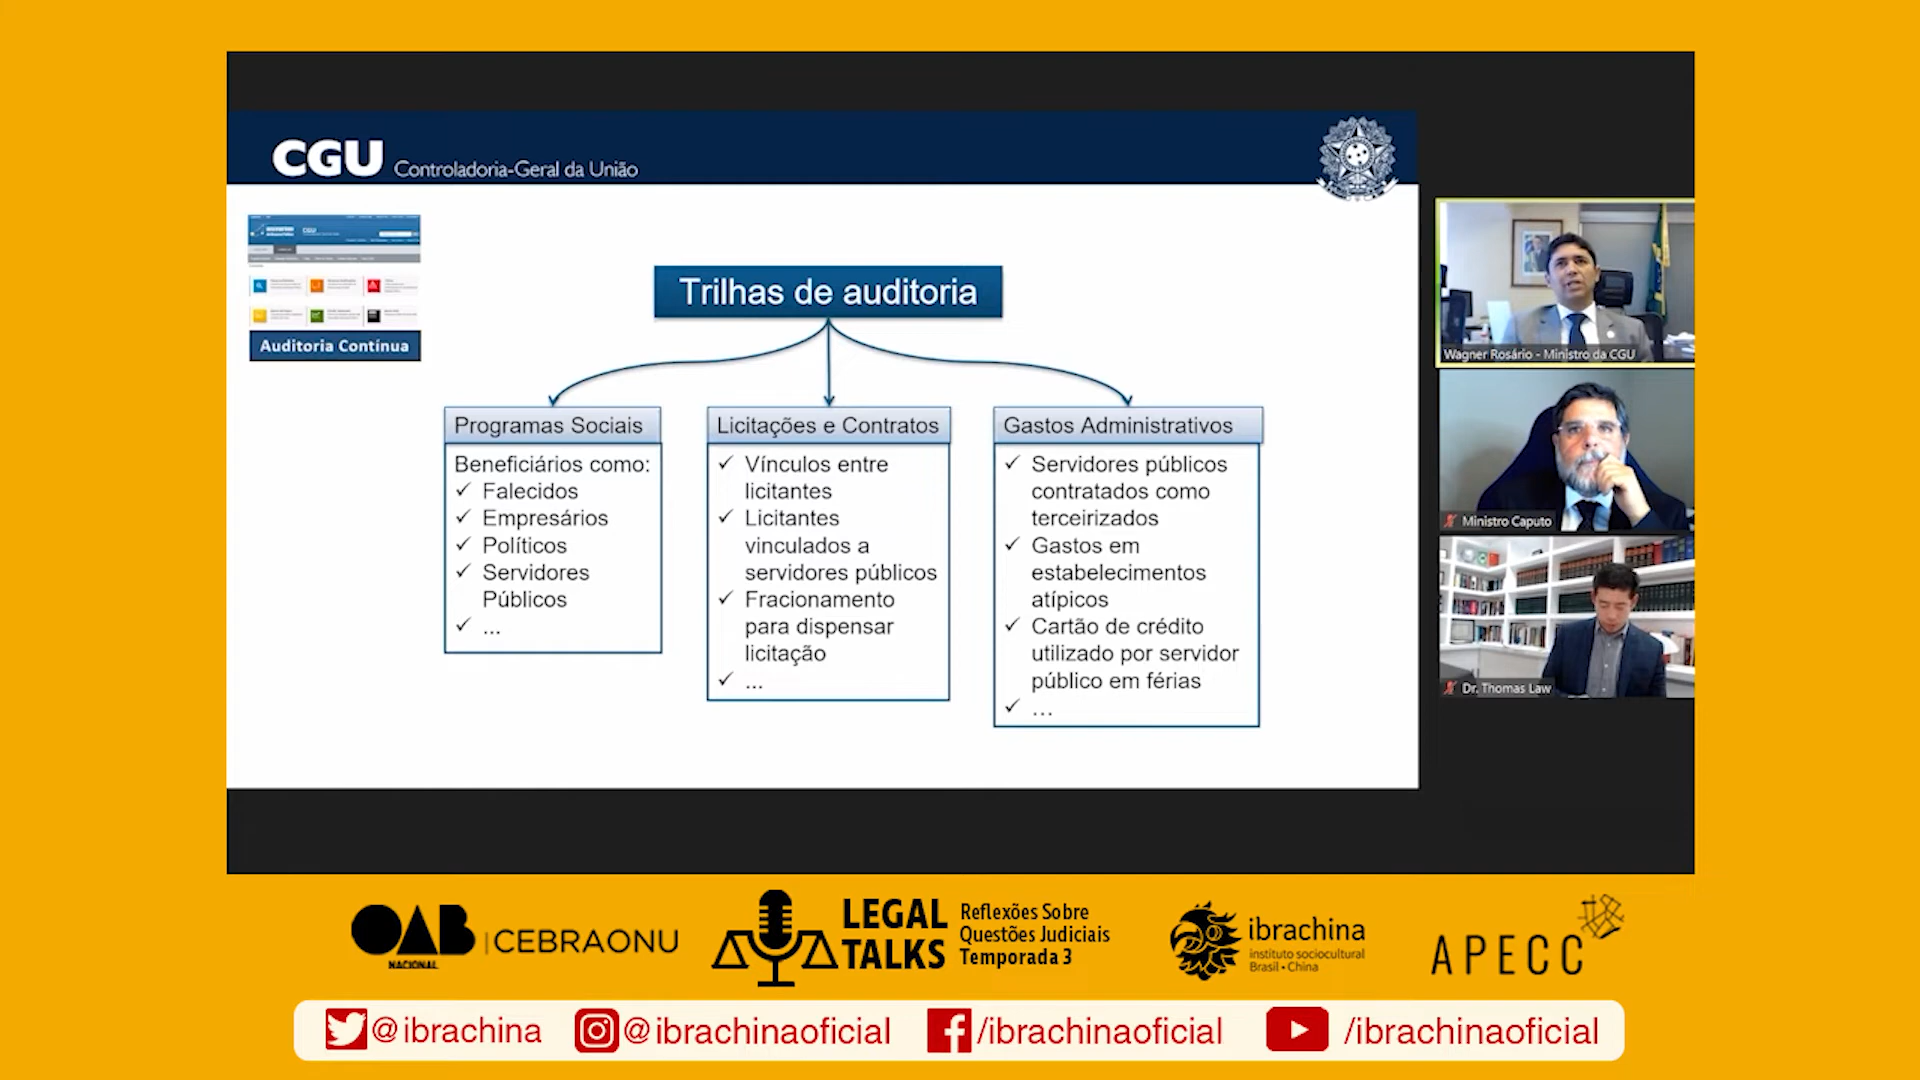 CGU Controladoria-Geral da União
CGU
Auditoria Contínua
Trilhas de auditoria
Programas Sociais
Beneficiários como:
✓ Falecidos
✓ Empresários
✓ Políticos
✓ Servidores
Públicos
✓ ...
Licitações e Contratos
✓ Vínculos entre
licitantes
✓ Licitantes
vinculados a
servidores públicos
✓ Fracionamento
para dispensar
licitação
✓ ...
Gastos Administrativos
✓ Servidores públicos
contratados como
terceirizados
✓ Gastos em
estabelecimentos
atípicos
✓ Cartão de crédito
utilizado por servidor
público em férias
✓ ...
Wagner Rosário - Ministro da CGU
Ministro Caputo
Dr. Thomas Law
OAB
NACIONAL
CEBRAONU
LEGAL
TALKS
Reflexões Sobre
Questões Judiciais
Temporada 3
ibrachina
instituto sociocultural
Brasil • China
APECC
@ibrachina
@ibrachinaoficial
/ibrachinaoficial
/ibrachinaoficial